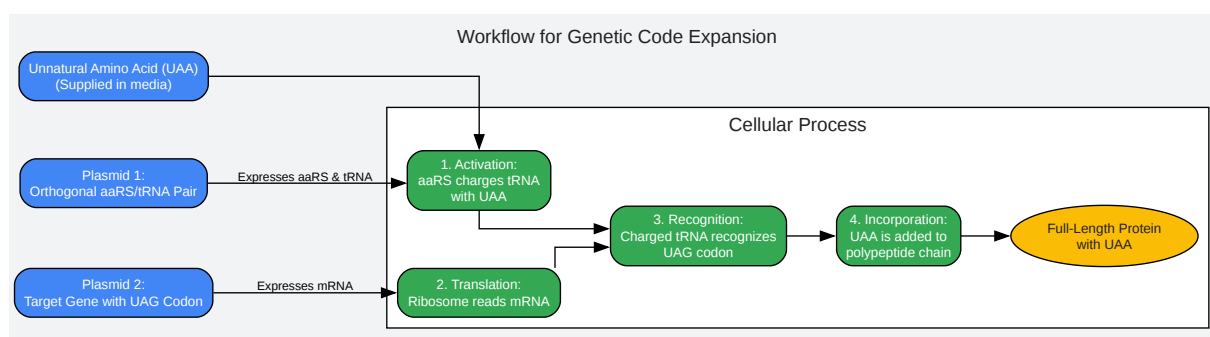 Workflow for Genetic Code Expansion
Unnatural Amino Acid (UAA)
(Supplied in media)
Cellular Process
Plasmid 1:
Orthogonal aaRS/tRNA Pair
Expresses aaRS & tRNA
1. Activation:
aaRS charges tRNA
with UAA
Plasmid 2:
Target Gene with UAG Codon
Expresses mRNA
2. Translation:
Ribosome reads mRNA
3. Recognition:
Charged tRNA recognizes
UAG codon
4. Incorporation:
UAA is added to
polypeptide chain
Full-Length Protein
with UAA